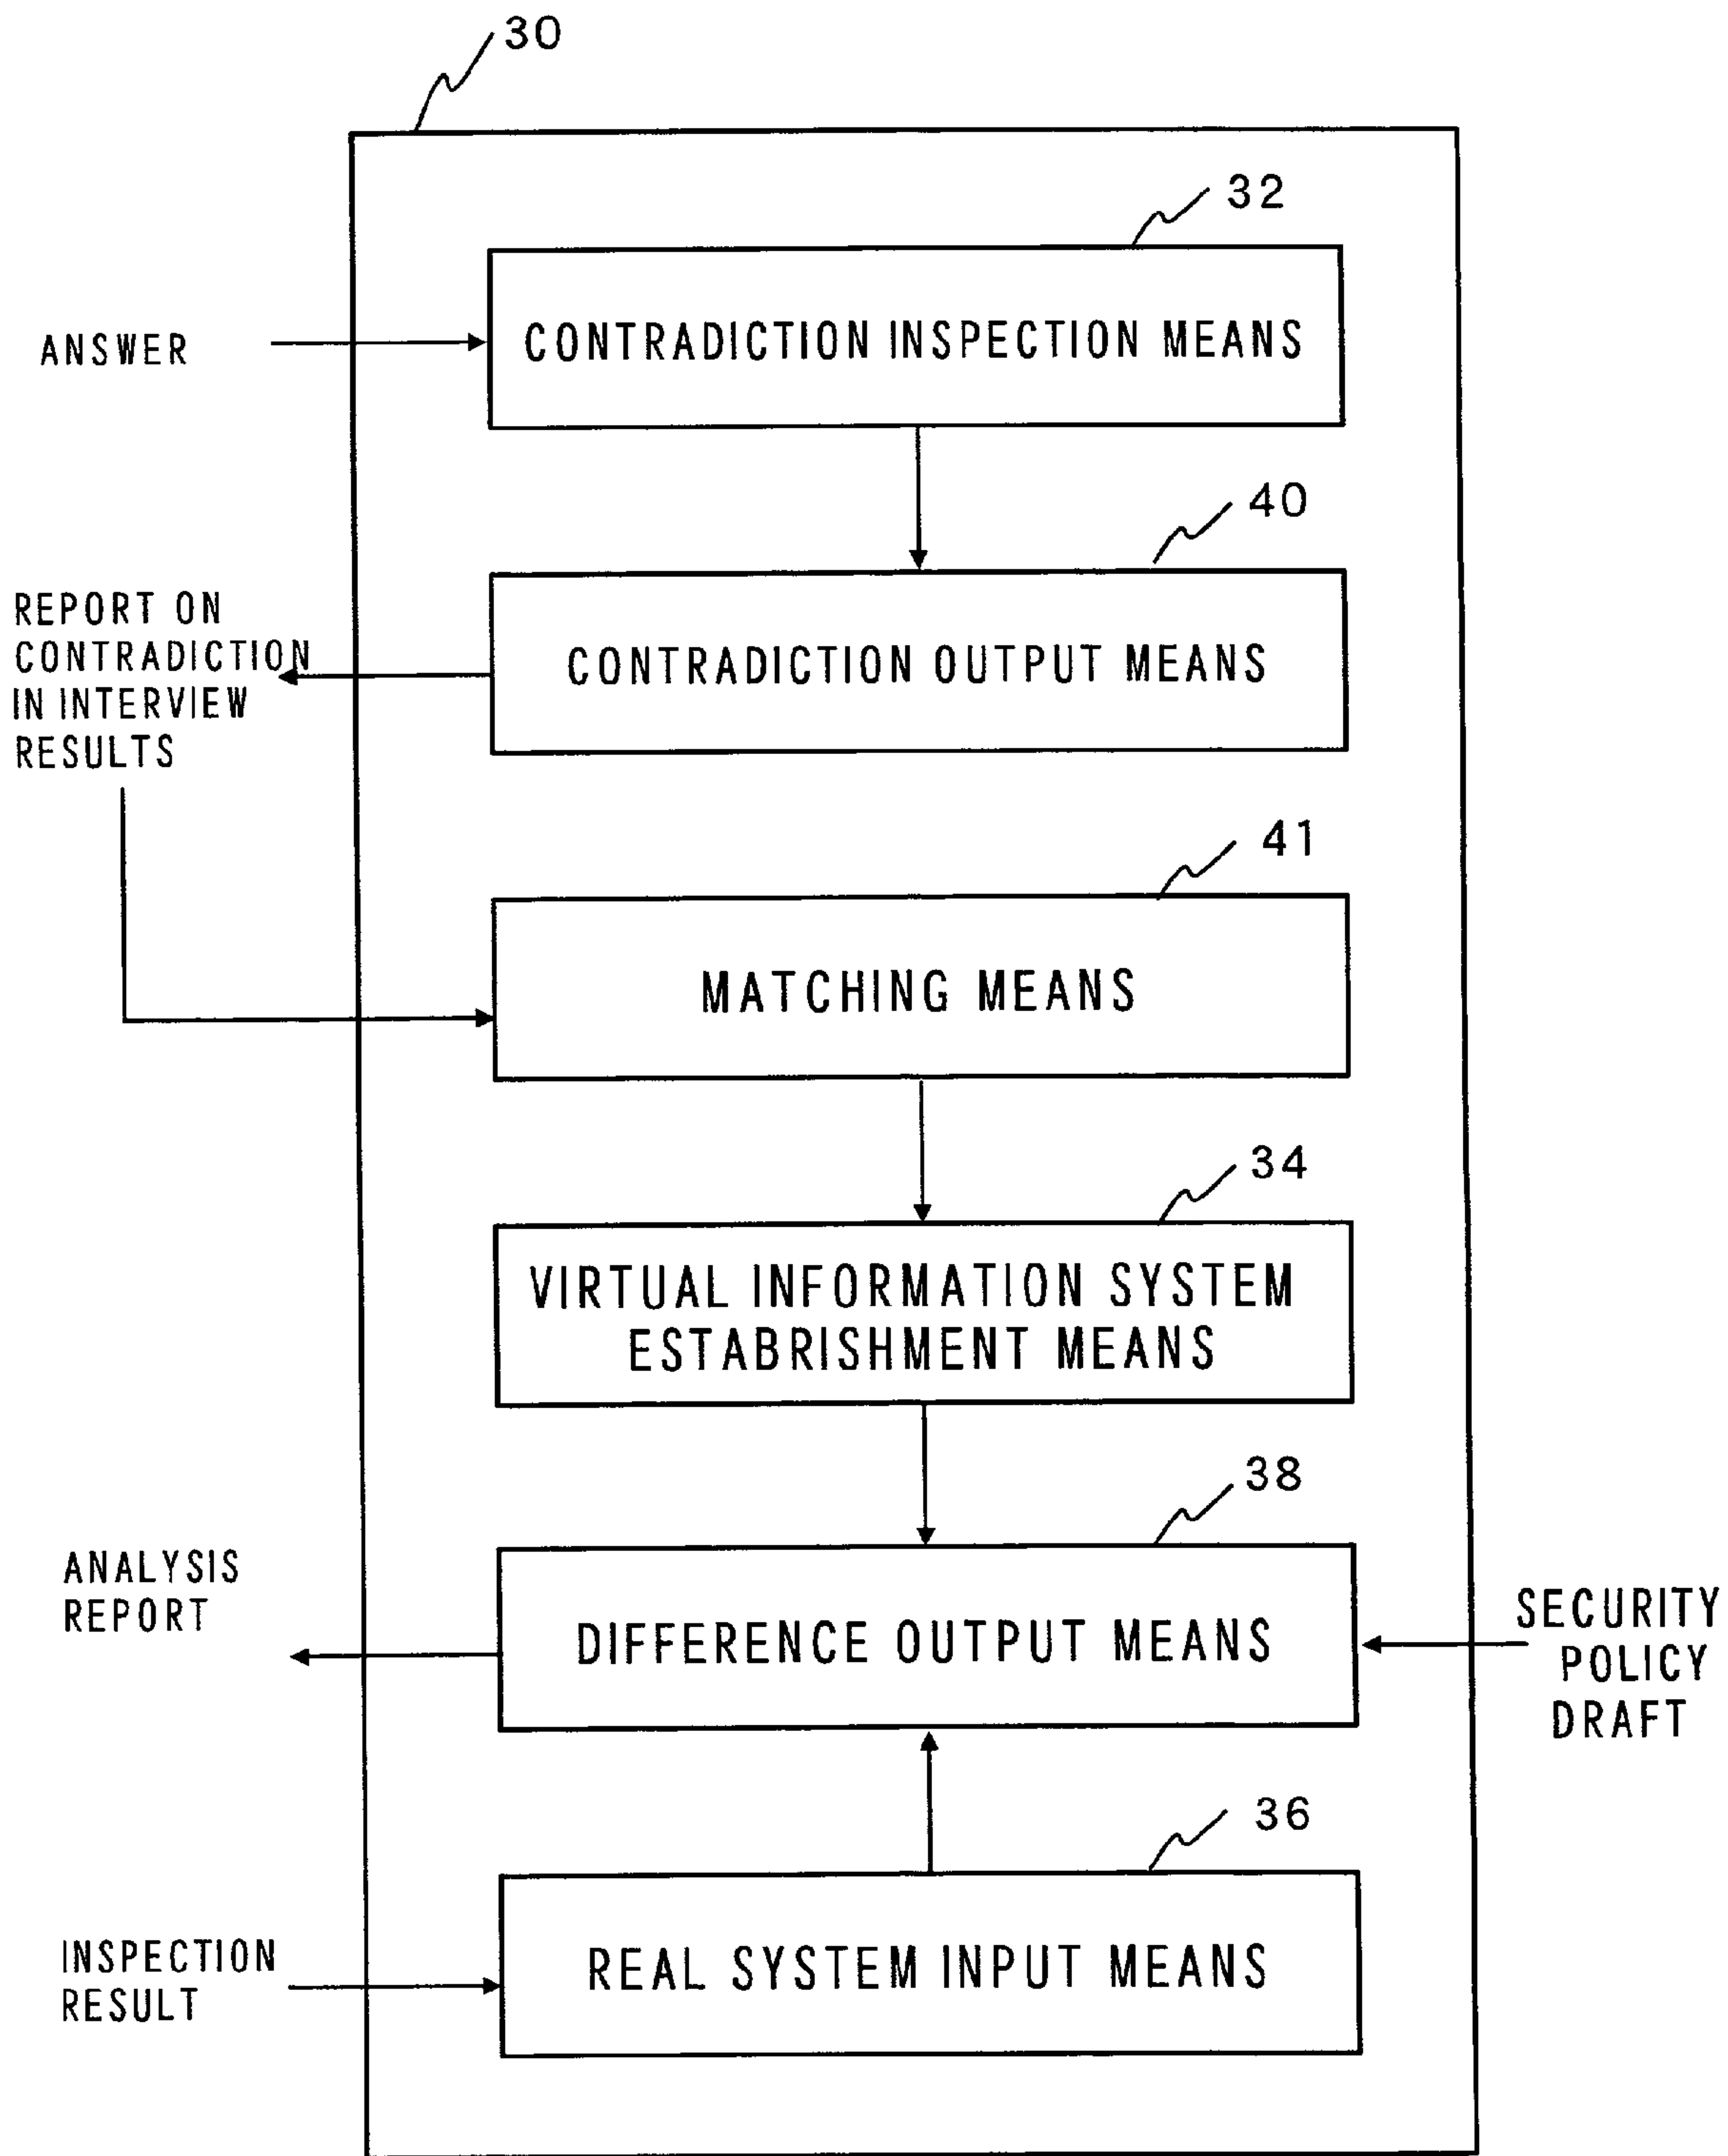 30
32
ANSWER
CONTRADICTION INSPECTION MEANS
40
REPORT ON
CONTRADICTION
IN INTERVIEW
RESULTS
CONTRADICTION OUTPUT MEANS
41
MATCHING MEANS
34
VIRTUAL INFORMATION SYSTEM
ESTABRISHMENT MEANS
38
ANALYSIS
REPORT
DIFFERENCE OUTPUT MEANS
SECURITY
POLICY
DRAFT
36
INSPECTION
RESULT
REAL SYSTEM INPUT MEANS